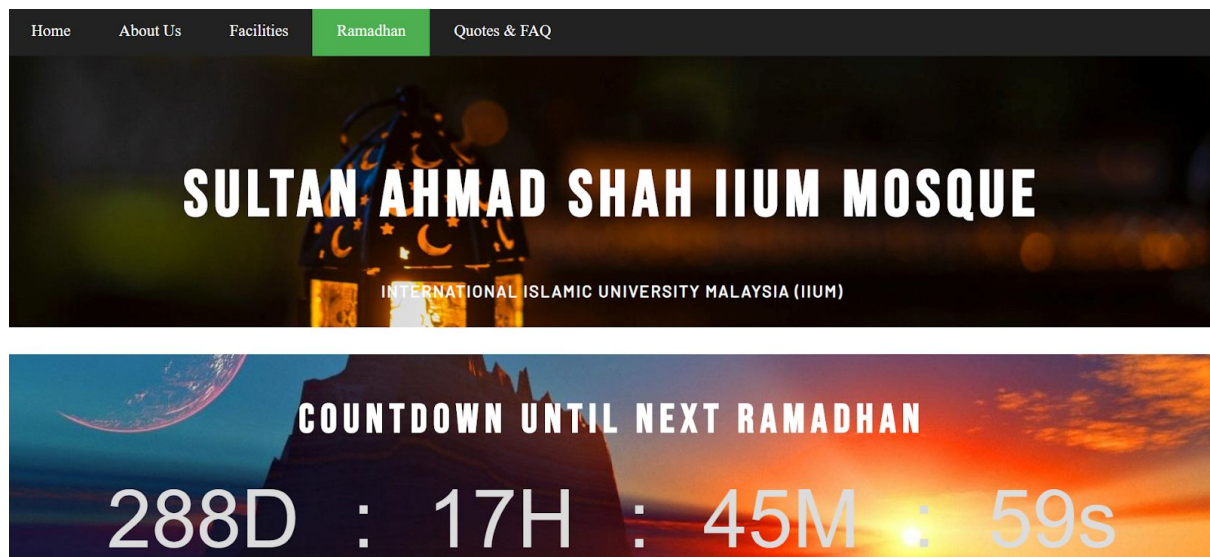 Home About Us Facilities Ramadhan Quotes & FAQ
SULTAN AHMAD SHAH IIUM MOSQUE
INTERNATIONAL ISLAMIC UNIVERSITY MALAYSIA (IIUM)
COUNTDOWN UNTIL NEXT RAMADHAN
288D : 17H : 45M : 59s